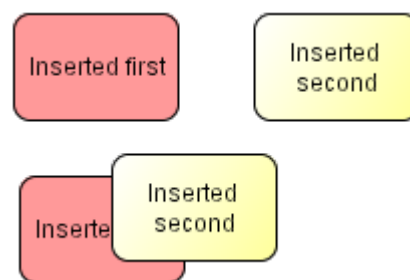 Inserted first
Inserted
second
Inserte
Inserted
second